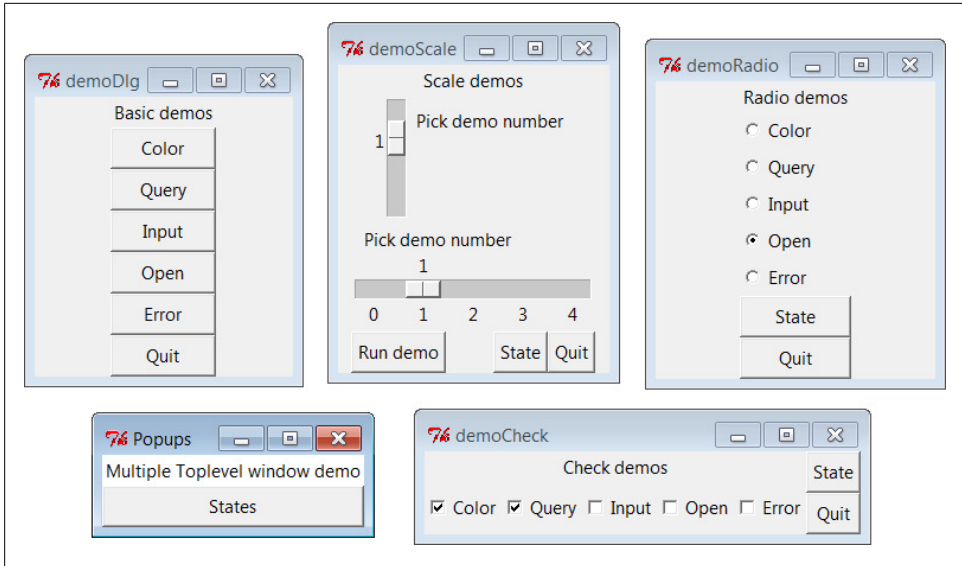 demoDlg
Basic demos
Color
Query
Input
Open
Error
Quit
demoScale
Scale demos
Pick demo number
1
Pick demo number
1
0 1 2 3 4
Run demo State Quit
demoRadio
Radio demos
Color
Query
Input
Open
Error
State
Quit
Popups
Multiple Toplevel window demo
States
demoCheck
Check demos
State
Color Query Input Open Error Quit